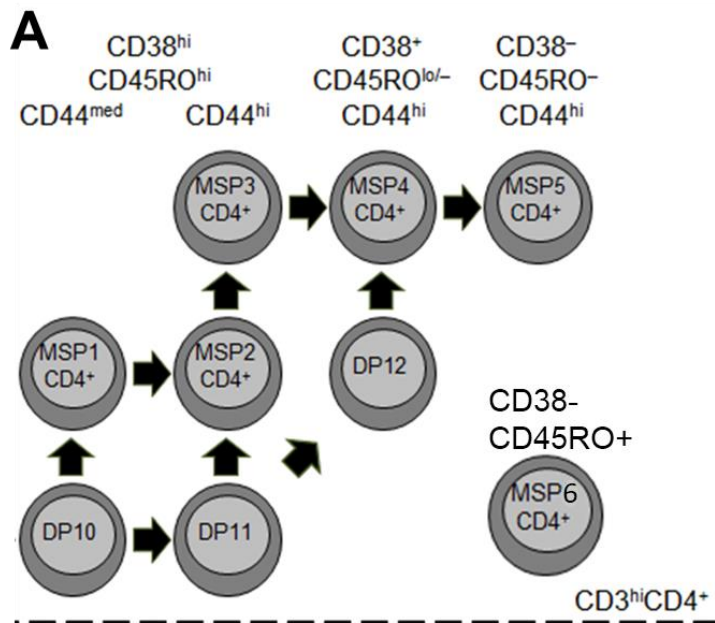 A
CD38hi
CD45ROhi
CD44med
CD44hi
CD38+
CD45ROlo/–
CD44hi
CD38–
CD45RO–
CD44hi
MSP3
CD4+
MSP4
CD4+
MSP5
CD4+
MSP1
CD4+
MSP2
CD4+
DP12
CD38-
CD45RO+
MSP6
CD4+
DP10
DP11
CD3hiCD4+